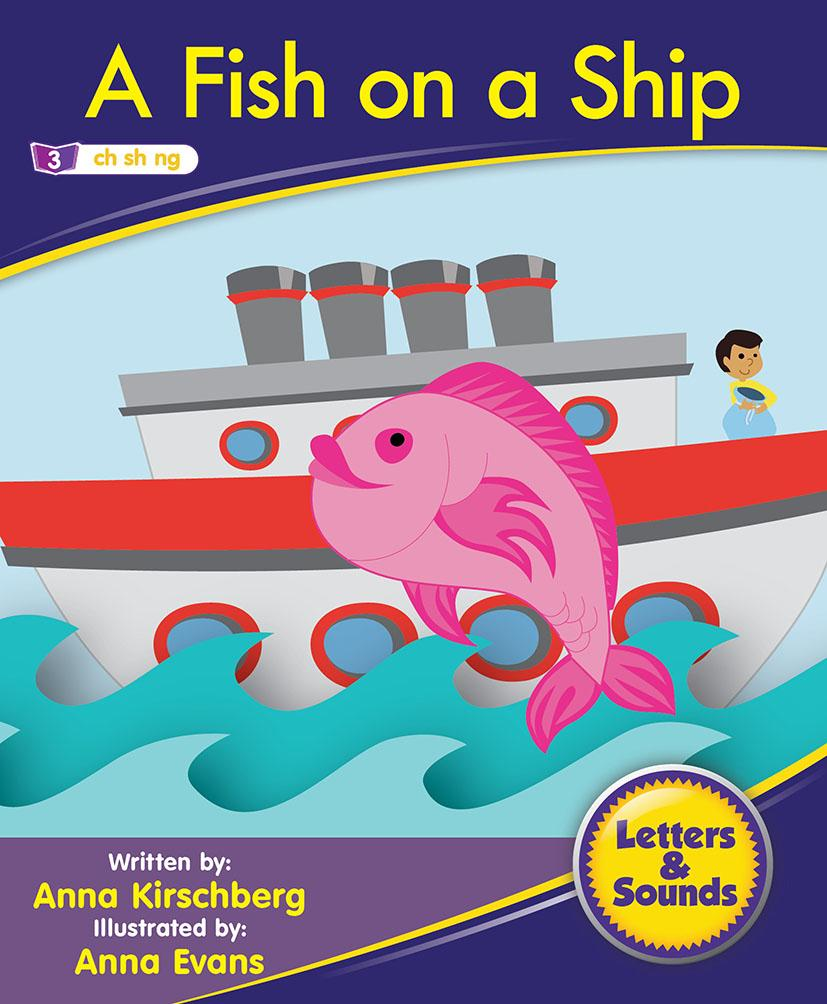 A Fish on a Ship
3 ch sh ng
Written by:
Anna Kirschberg
Illustrated by:
Anna Evans
Letters
&
Sounds